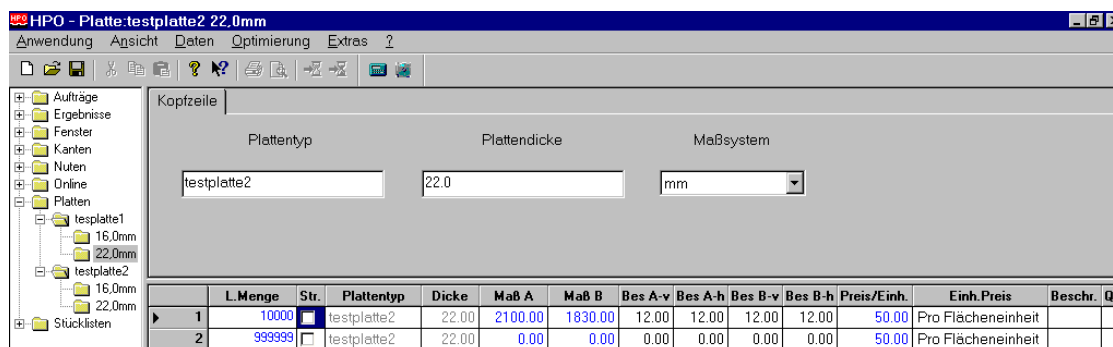 HPO - Platte:testplatte2 22,0mm
Anwendung Ansicht Daten Optimierung Extras ?
Aufträge
Ergebnisse
Fenster
Kanten
Nuten
Online
Platten
tesplatte1
16,0mm
22,0mm
testplatte2
16,0mm
22,0mm
Stücklisten
Kopfzeile
Plattentyp Plattendicke Maßsystem
testplatte2 22.0 mm
L.Menge Str. Plattentyp Dicke Maß A Maß B Bes A-v Bes A-h Bes B-v Bes B-h Preis/Einh. Einh.Preis Beschr.
1 10000 testplatte2 22.00 2100.00 1830.00 12.00 12.00 12.00 12.00 50.00 Pro Flächeneinheit
2 999999 testplatte2 22.00 0.00 0.00 0.00 0.00 0.00 0.00 50.00 Pro Flächeneinheit